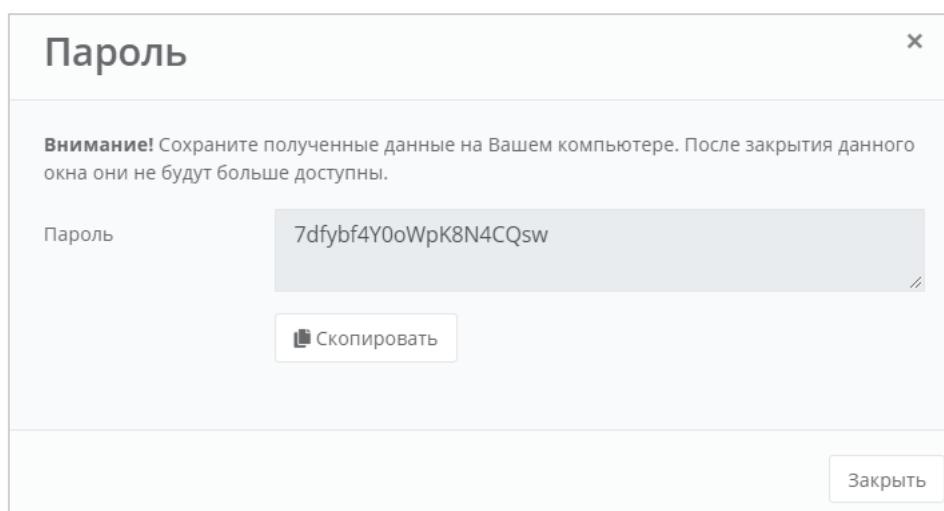 Пароль
Внимание! Сохраните полученные данные на Вашем компьютере. После закрытия данного
окна они не будут больше доступны.
Пароль
7dfybf4Y0oWpK8N4CQsw
Скопировать
Закрыть